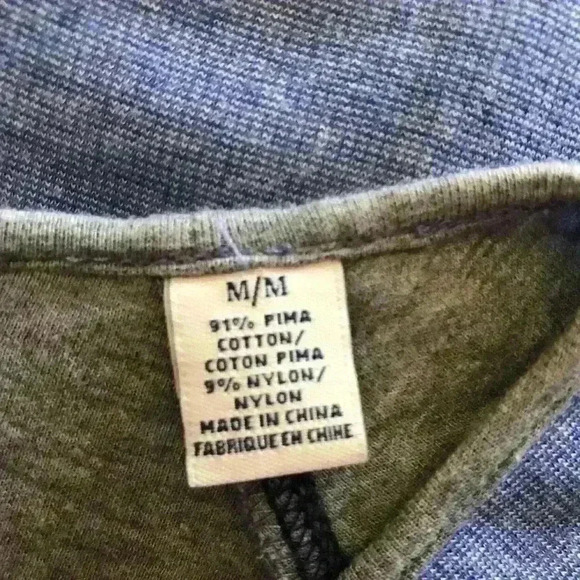 M/M
91% PIMA
COTTON/
COTON PIMA
9% NYLON/
NYLON
MADE IN CHINA
FABRIQUE EN CHINE